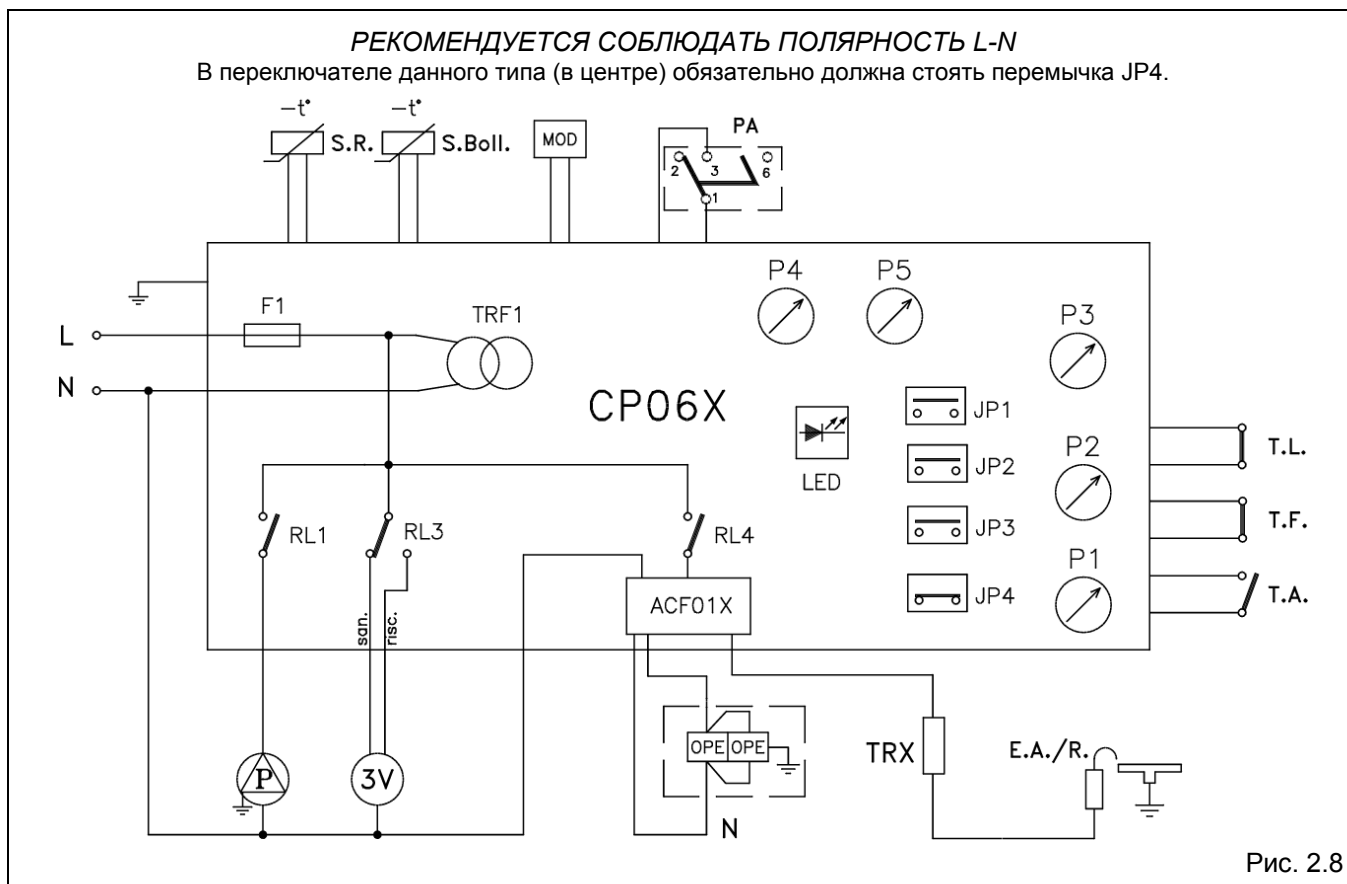 РЕКОМЕНДУЕТСЯ СОБЛЮДАТЬ ПОЛЯРНОСТЬ L-N
В переключателе данного типа (в центре) обязательно должна стоять перемычка JP4.
–t° –t° PA
S.R. S.Boll. MOD
2 3 6
1
P4 P5
F1 TRF1 P3
L
N
CP06X
JP1
T.L.
JP2 P2
LED
T.F.
RL1 RL3 RL4 JP3
P1
ACF01X JP4 T.A.
san. risc.
OPE OPE TRX E.A./R.
P 3V
N
Рис. 2.8